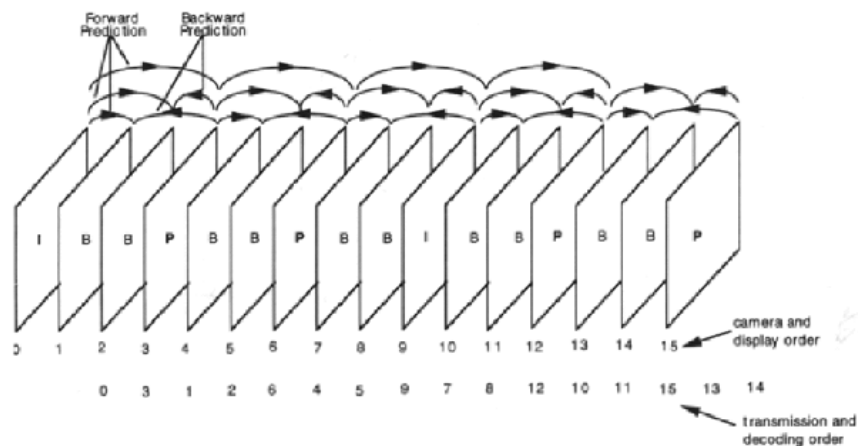 Forward
Prediction
Backward
Prediction
I B B P B B P B B I B B P B B P
0 1 2 3 4 5 6 7 8 9 10 11 12 13 14 15
camera and
display order
0 3 1 2 6 4 5 9 7 8 12 10 11 15 13 14
transmission and
decoding order